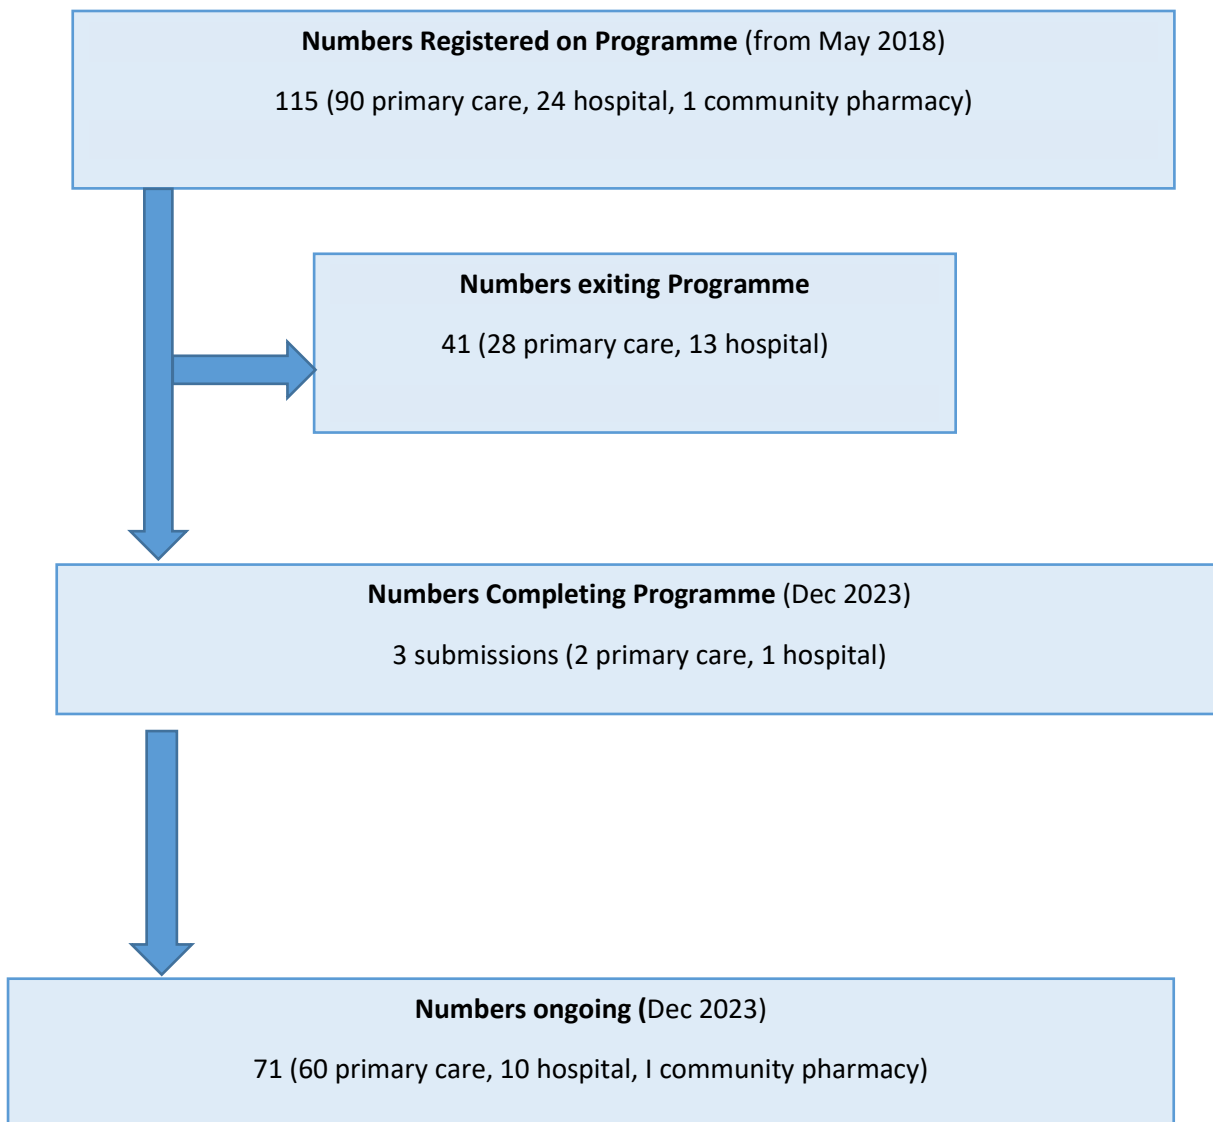 Numbers Registered on Programme (from May 2018)
115 (90 primary care, 24 hospital, 1 community pharmacy)
Numbers exiting Programme
41 (28 primary care, 13 hospital)
Numbers Completing Programme (Dec 2023)
3 submissions (2 primary care, 1 hospital)
Numbers ongoing (Dec 2023)
71 (60 primary care, 10 hospital, I community pharmacy)